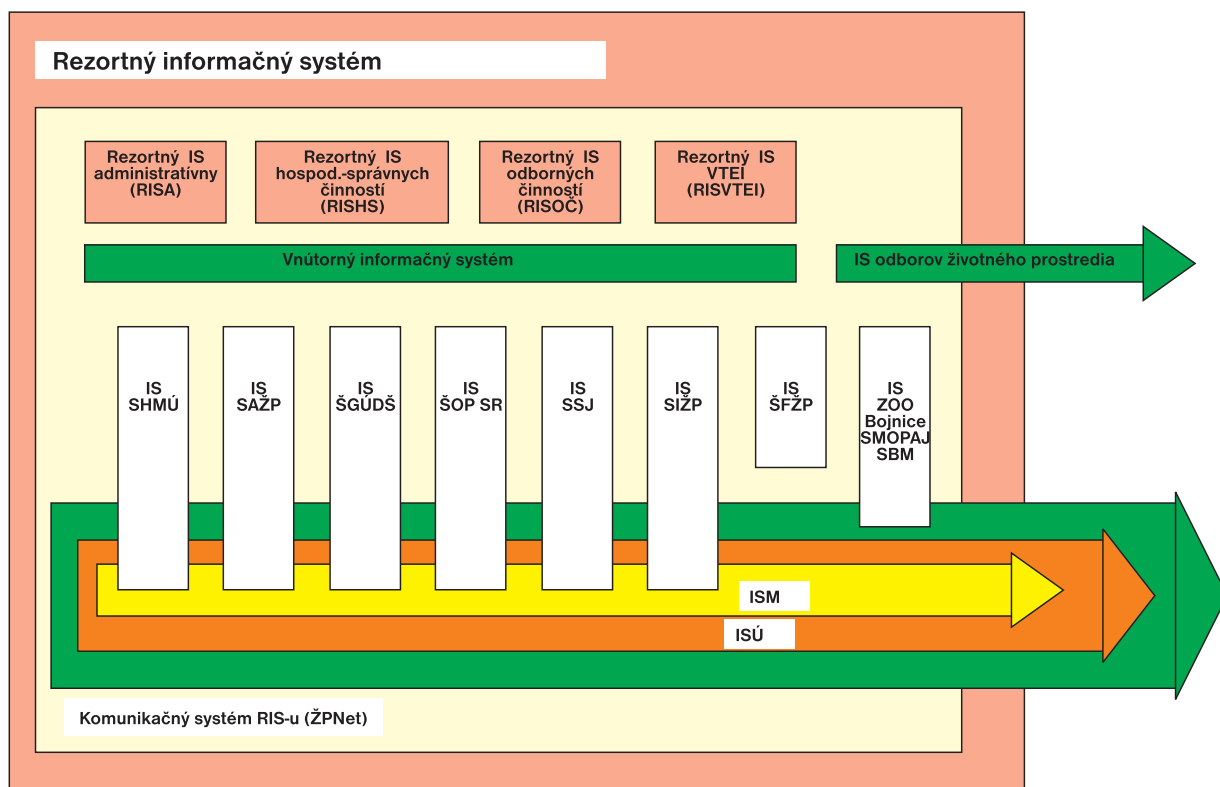 Rezortný informačný systém
Rezortný IS
administratívny
(RISA)
Rezortný IS
hospod.-správnych
činností
(RISHS)
Rezortný IS
odborných
činností
(RISOČ)
Rezortný IS
VTEÍ
(RISVTEI)
Vnútorný informačný systém
IS odborov životného prostredia
IS
SHMÚ
IS
SAŽP
IS
ŠGÚDŠ
IS
ŠOP SR
IS
SSJ
IS
SIŽP
IS
ŠFŽP
IS
ZOO
Bojnice
SMOPAJ
SBM
ISM
ISÚ
Komunikačný systém RIS-u (ŽPNet)